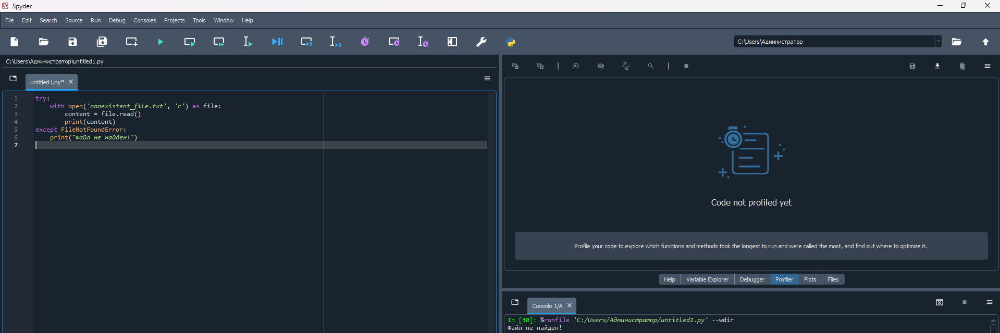 Spyder
File Edit Search Source Run Debug Consoles Projects Tools Window Help
C:\Users\Администратор
C:\Users\Администратор\untitled1.py
untitled1.py*
1 try:
2 with open('nonexistent_file.txt', 'r') as file:
3 content = file.read()
4 print(content)
5 except FileNotFoundError:
6 print("Файл не найден!")
7
Code not profiled yet
Profile your code to explore which functions and methods took the longest to run and were called the most, and find out where to optimize it.
Help Variable Explorer Debugger Profiler Plots Files
Console 1/A
In [30]: %runfile 'C:/Users/Администратор/untitled1.py' --wdir
Файл не найден!